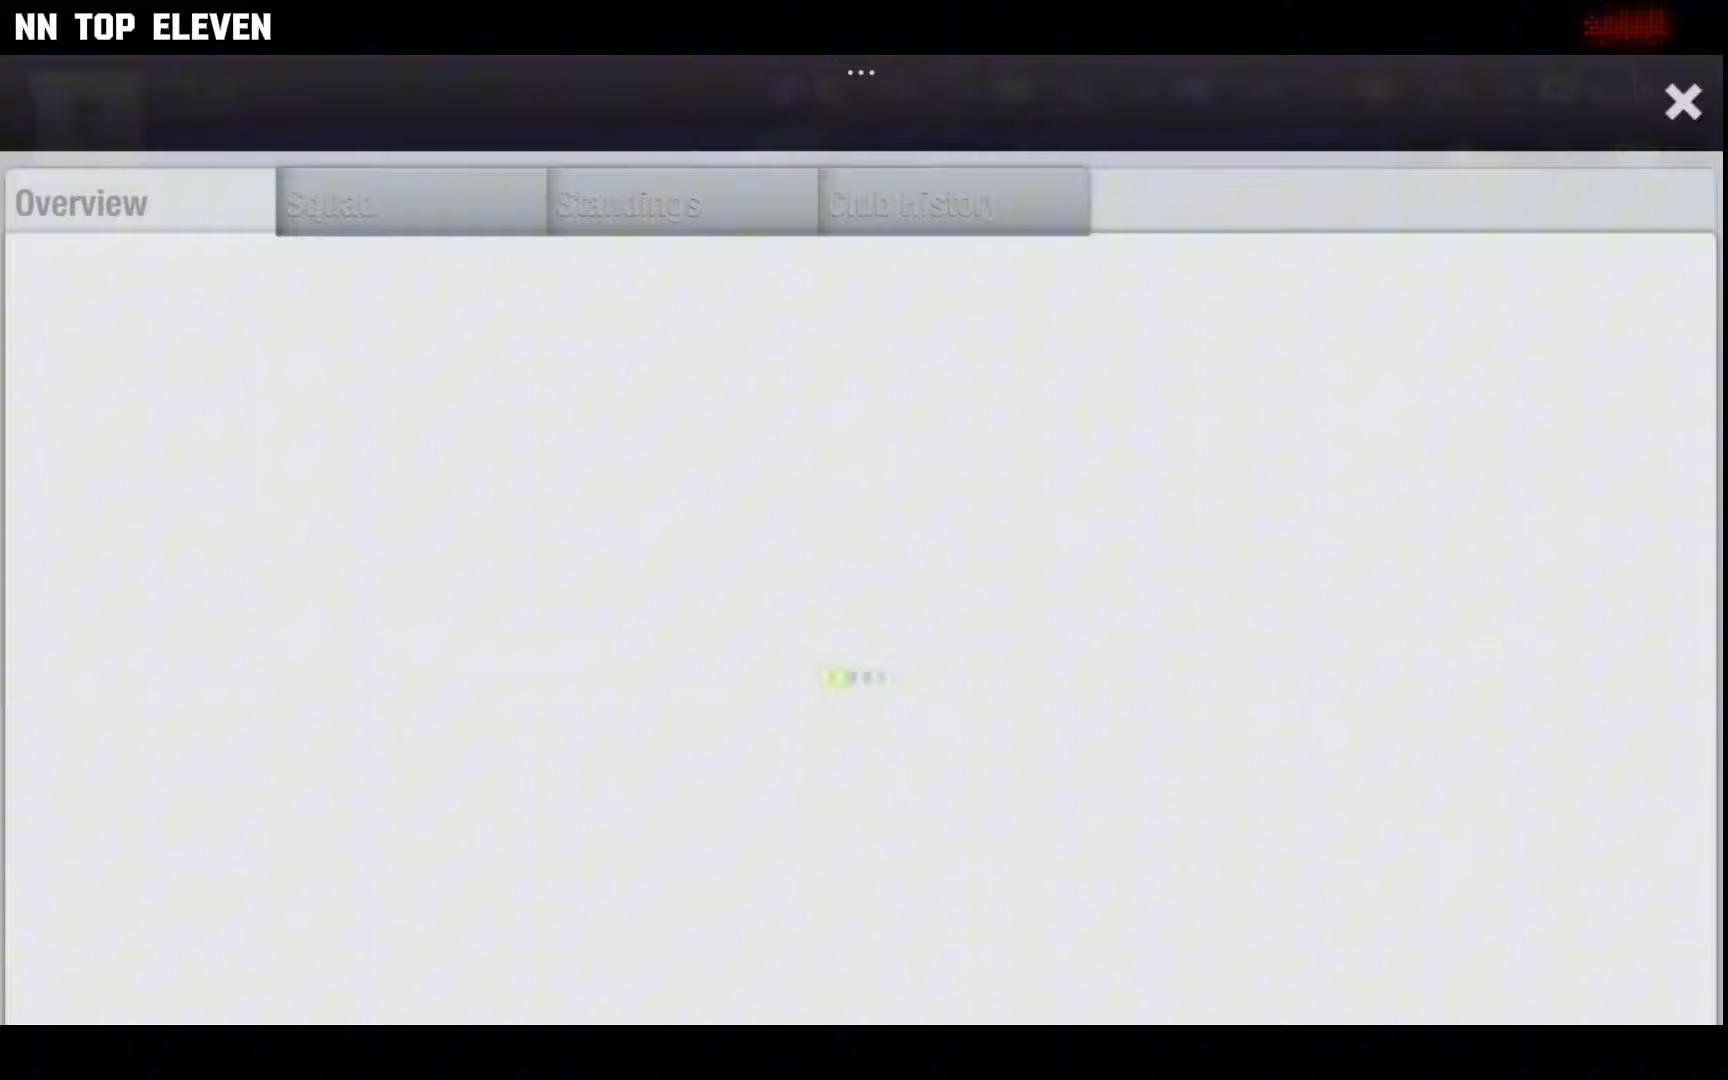 NN TOP ELEVEN
...
Overview
Squad
Standings
Club History